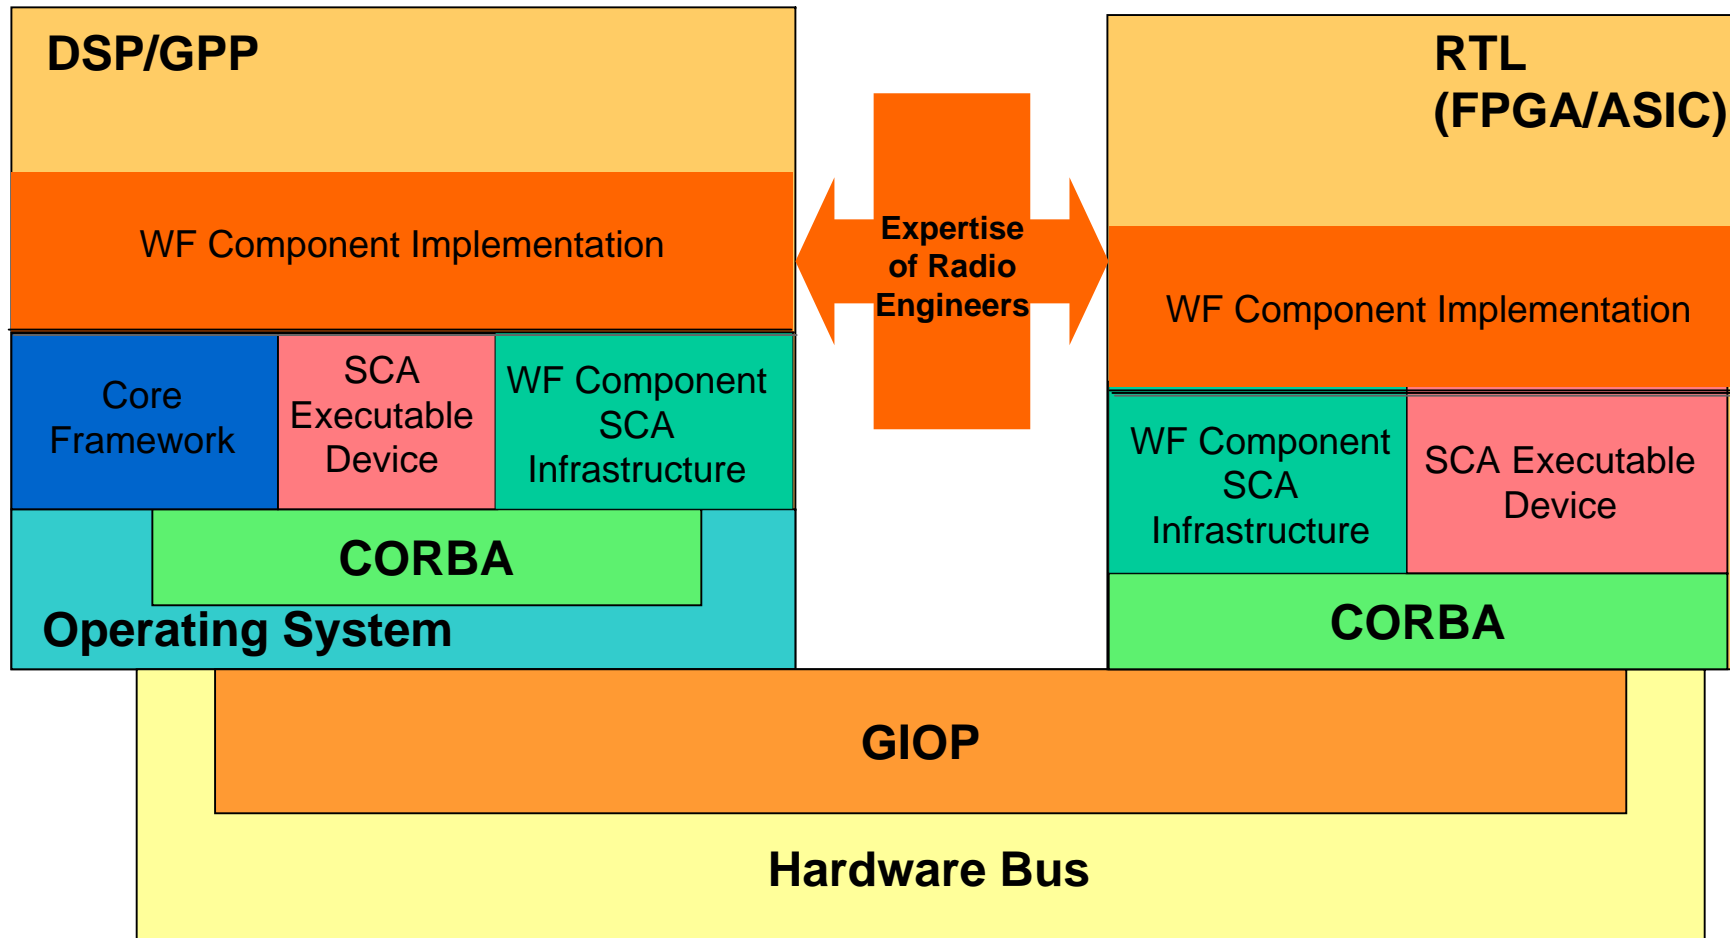 DSP/GPP
WF Component Implementation
Core
Framework
SCA
Executable
Device
WF Component
SCA
Infrastructure
CORBA
Operating System
Expertise
of Radio
Engineers
RTL
(FPGA/ASIC)
WF Component Implementation
WF Component
SCA
Infrastructure
SCA Executable
Device
CORBA
GIOP
Hardware Bus